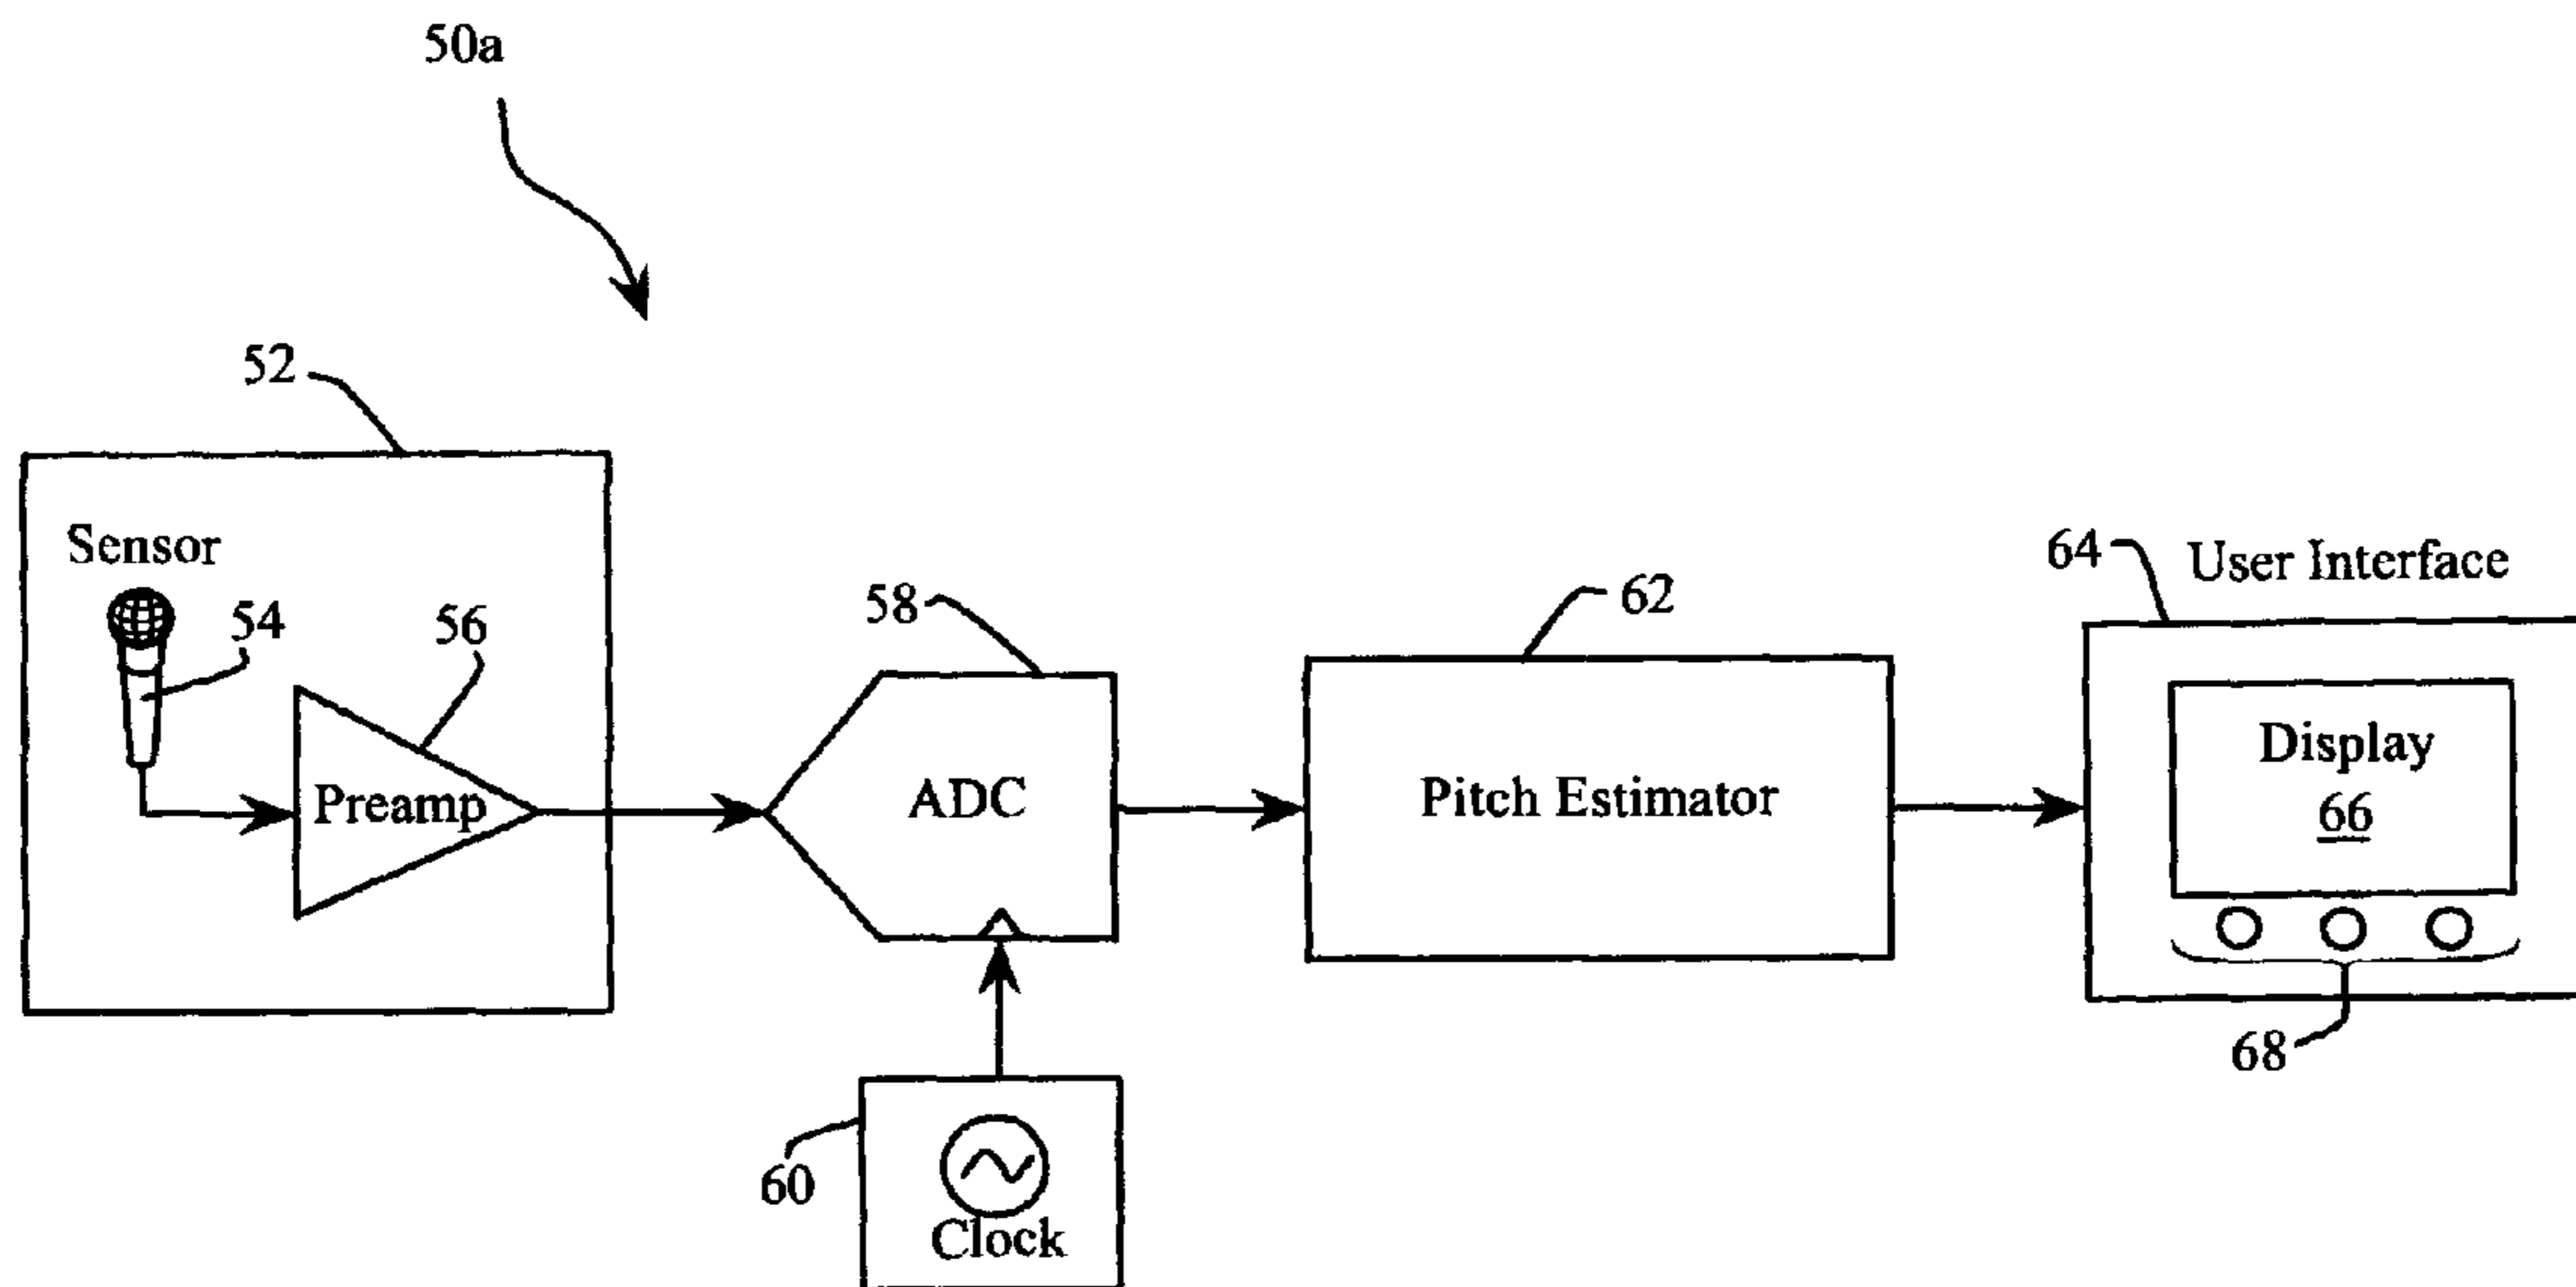 50a
52
Sensor
54
56
Preamp
58
ADC
60
Clock
62
Pitch Estimator
64
User Interface
Display
66
68